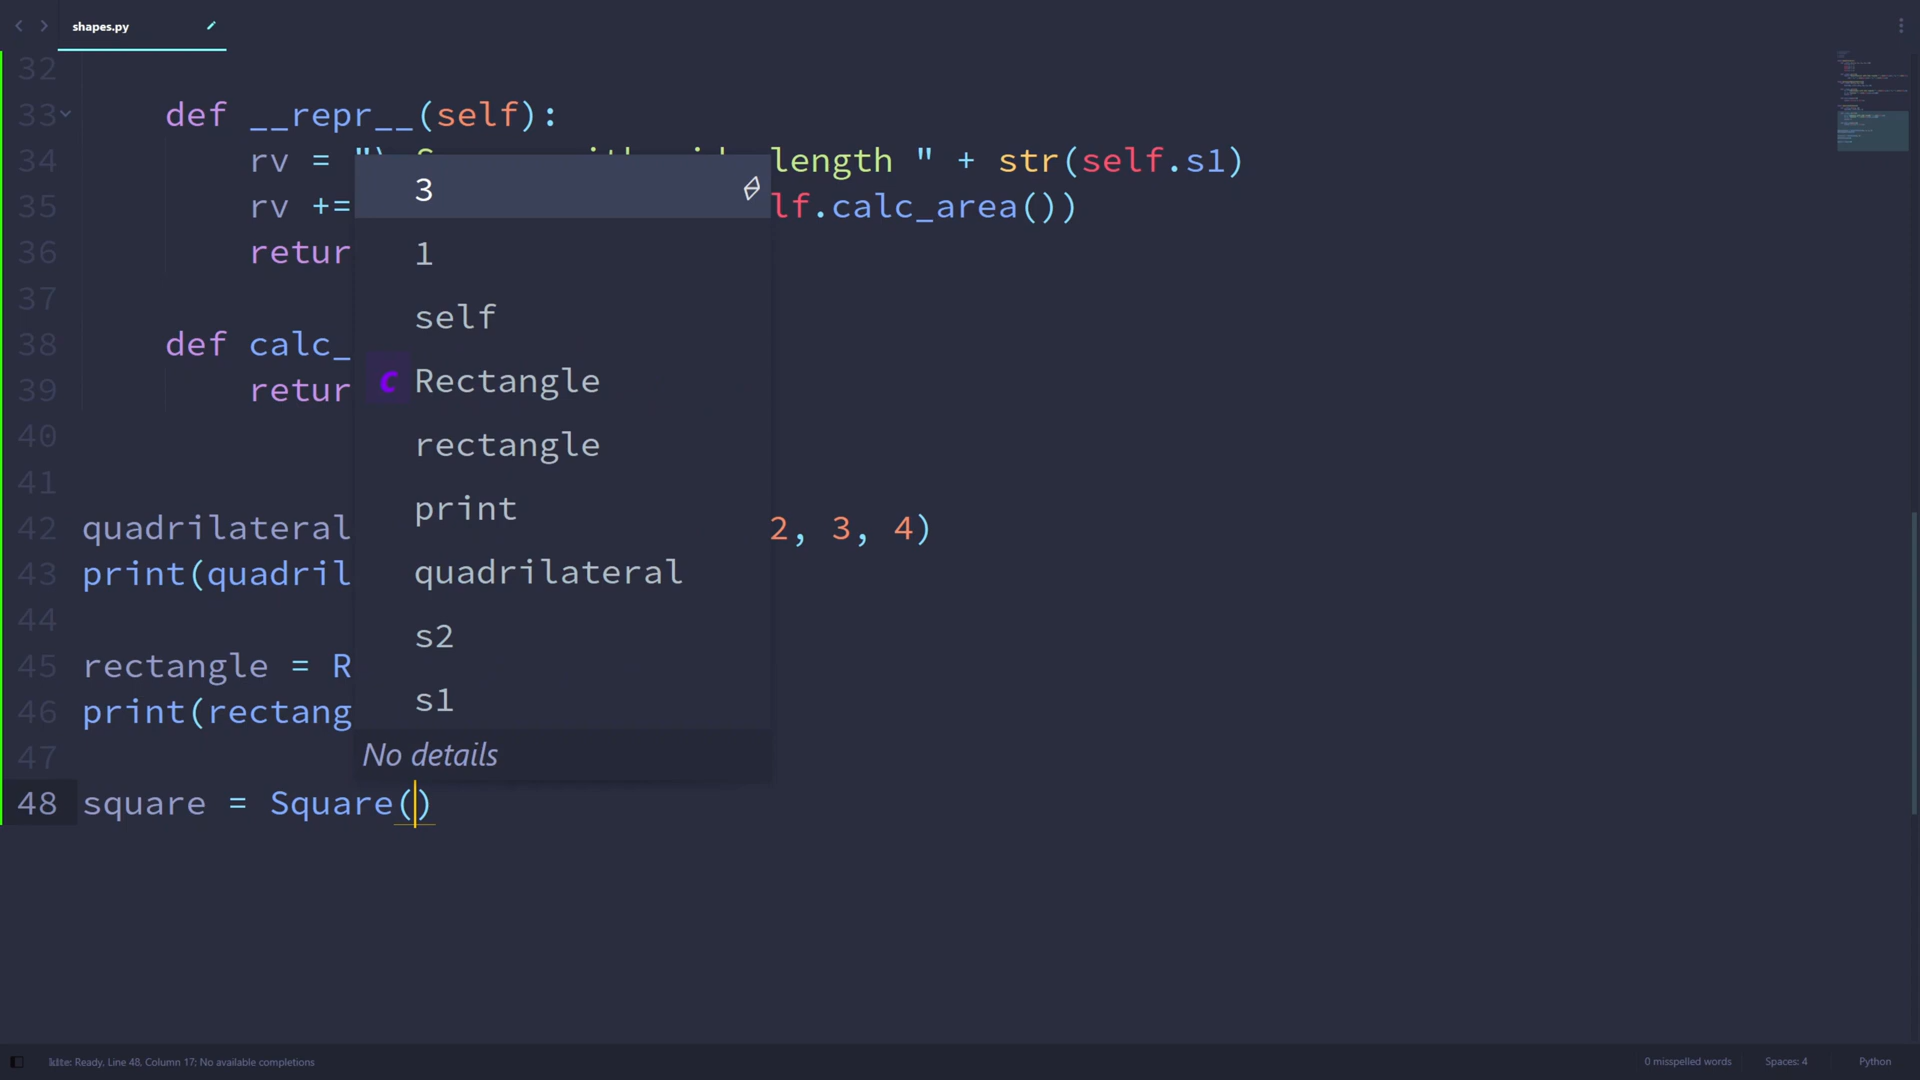 shapes.py
32
33 def __repr__(self):
34 rv = length " + str(self.s1)
35 rv += lf.calc_area())
36 retur
37
38 def calc_
39 retur
40
41
42 quadrilateral 2, 3, 4)
43 print(quadril
44
45 rectangle = R
46 print(rectang
47
48 square = Square()
3
1
self
c Rectangle
rectangle
print
quadrilateral
s2
s1
No details
kite: Ready, Line 48, Column 17; No available completions
0 misspelled words
Spaces: 4
Python